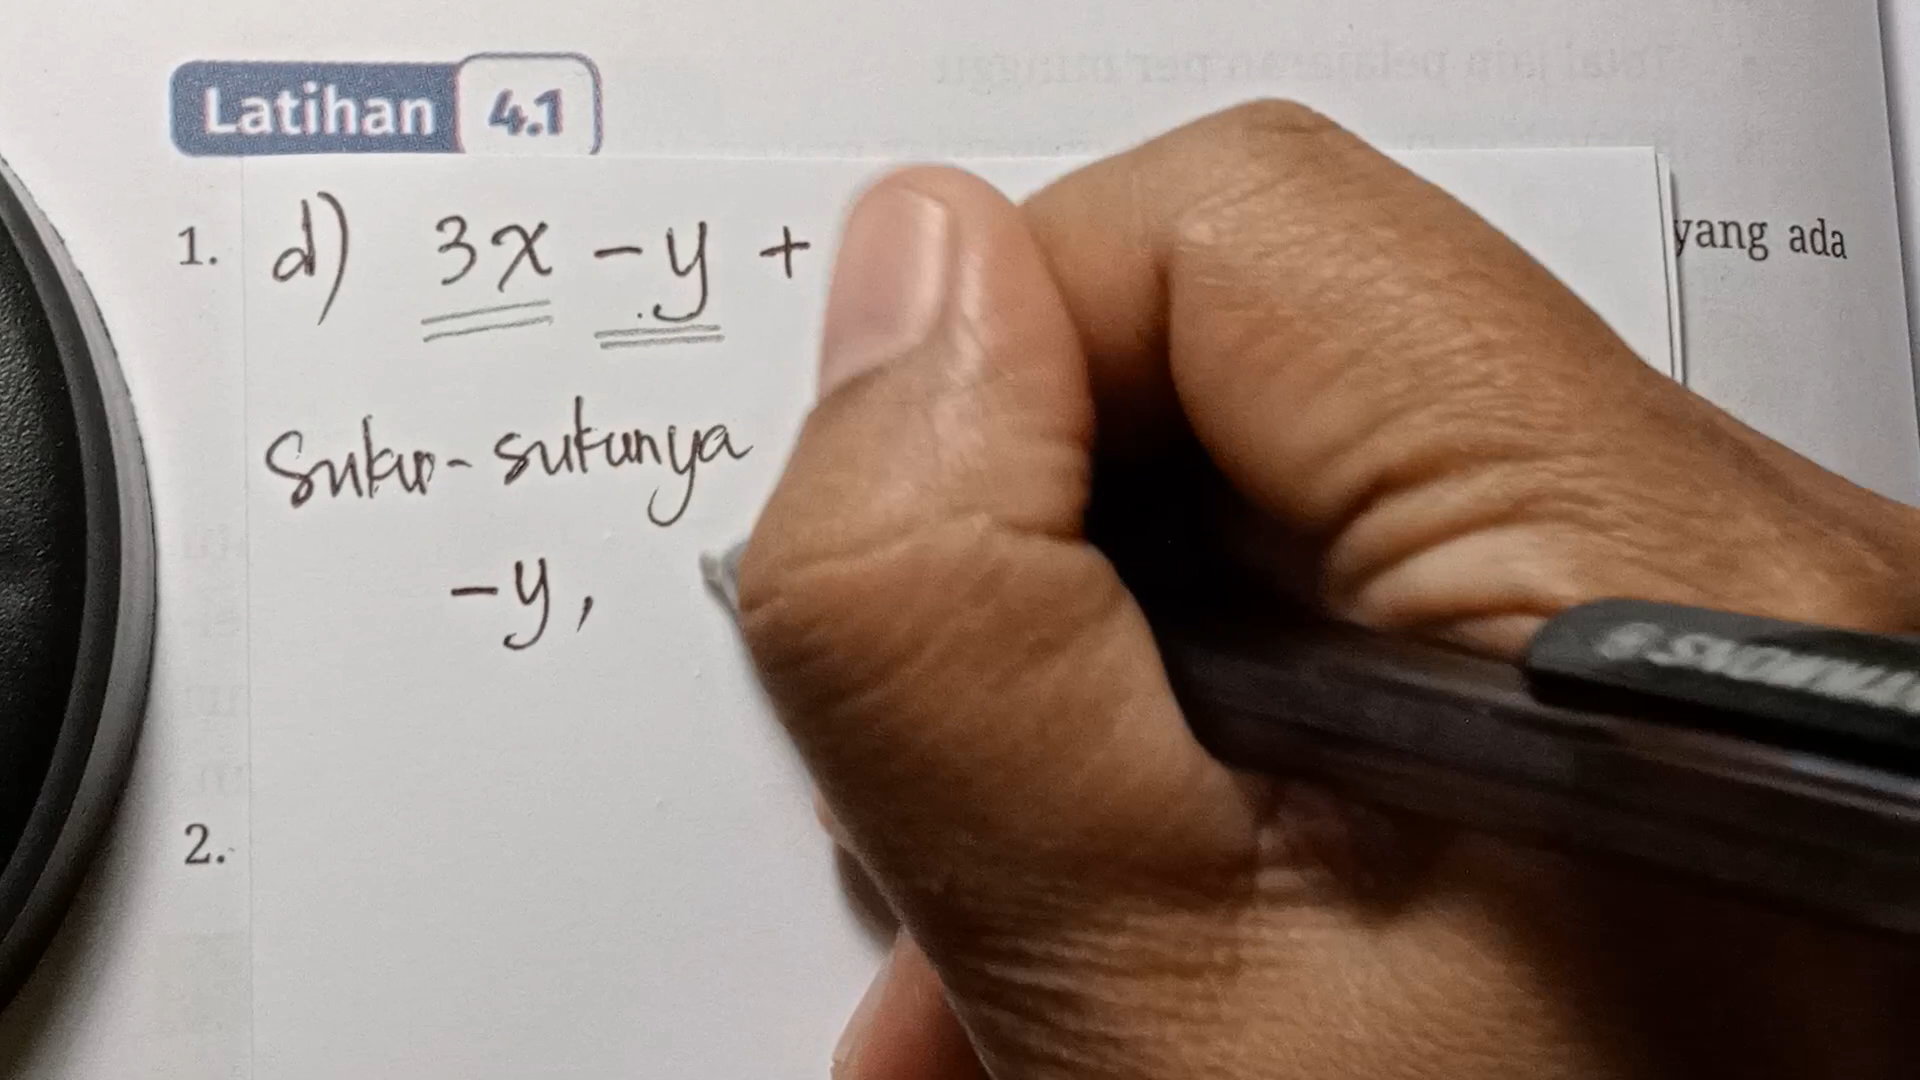 Latihan 4.1
1. d) 3x - y + yang ada
Suku - sukunya
-y,
2.